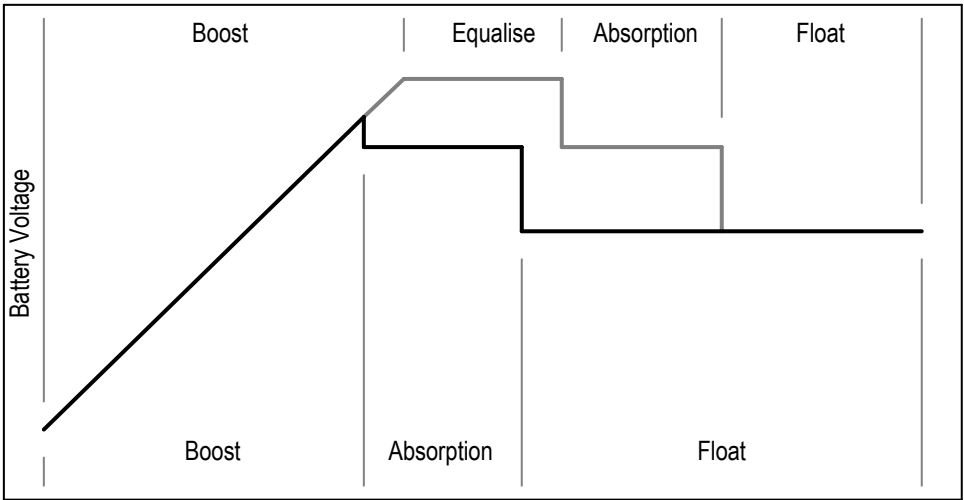 Boost Equalise Absorption Float
Battery Voltage
Boost Absorption Float